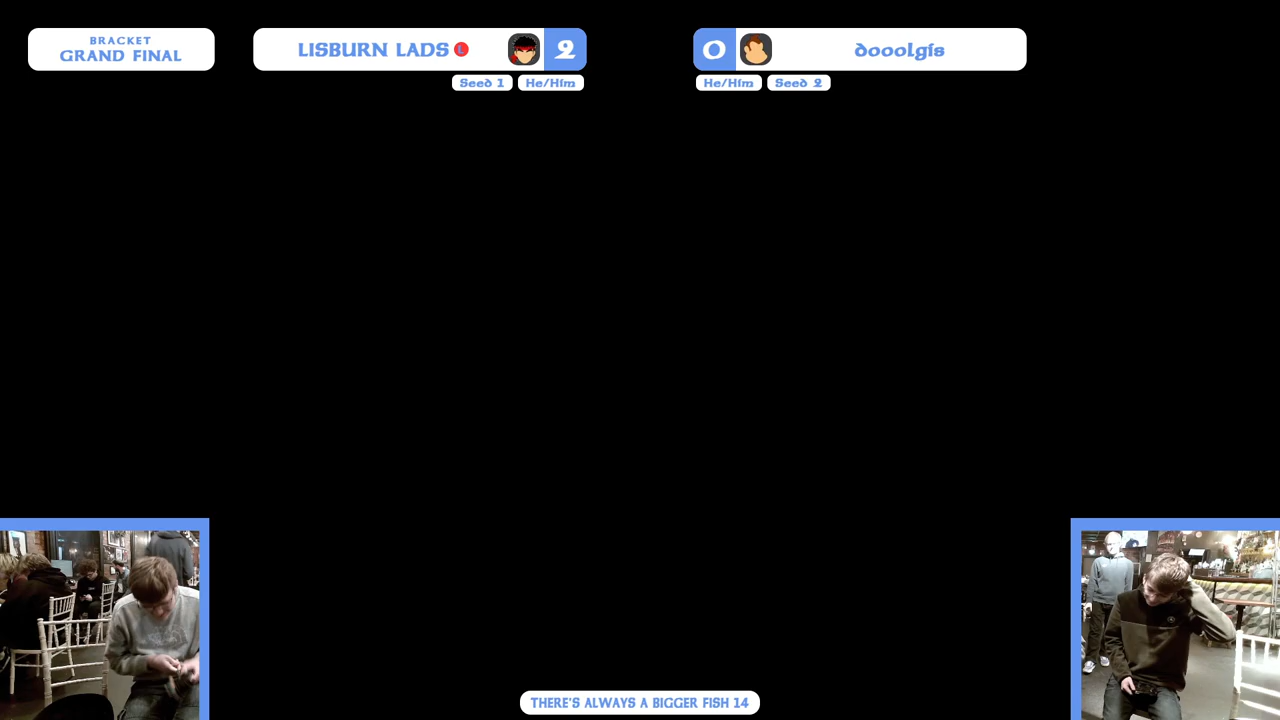 BRACKET
GRAND FINAL
LISBURN LADS L
2
0
dooolgis
Seed 1
He/Him
He/Him
Seed 2
THERE'S ALWAYS A BIGGER FISH 14